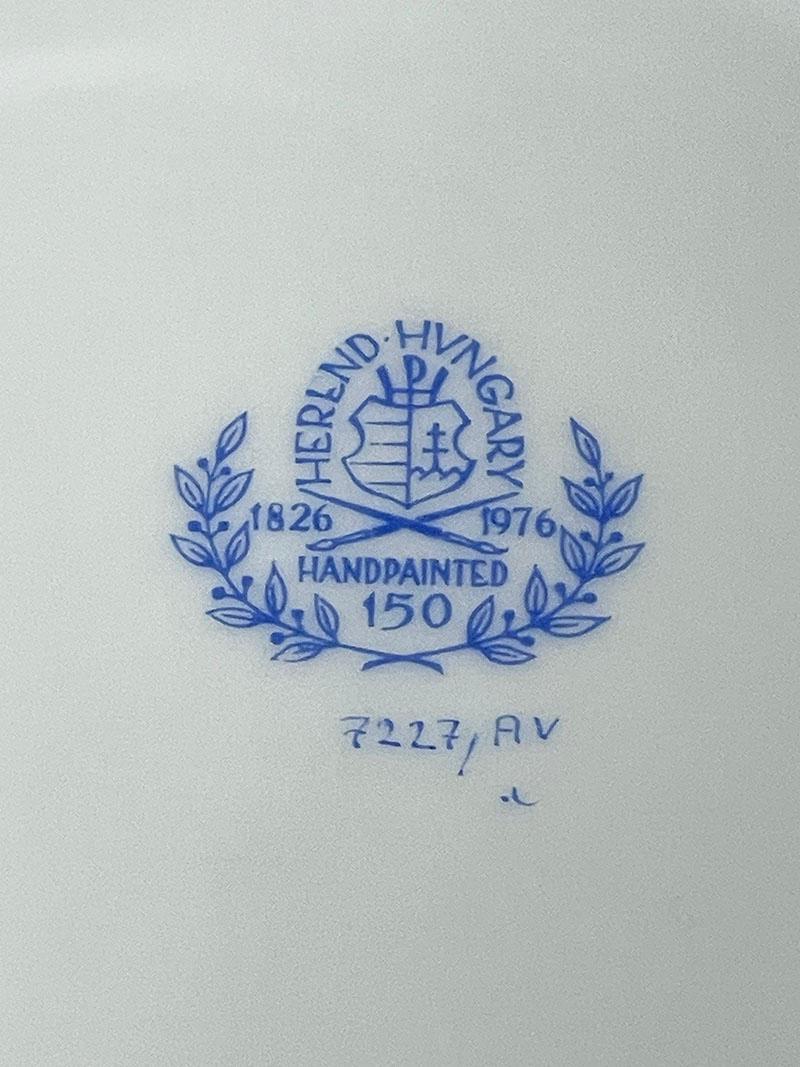 HEREND · HVNGARY
1826 1976
HANDPAINTED
150
7227, AV